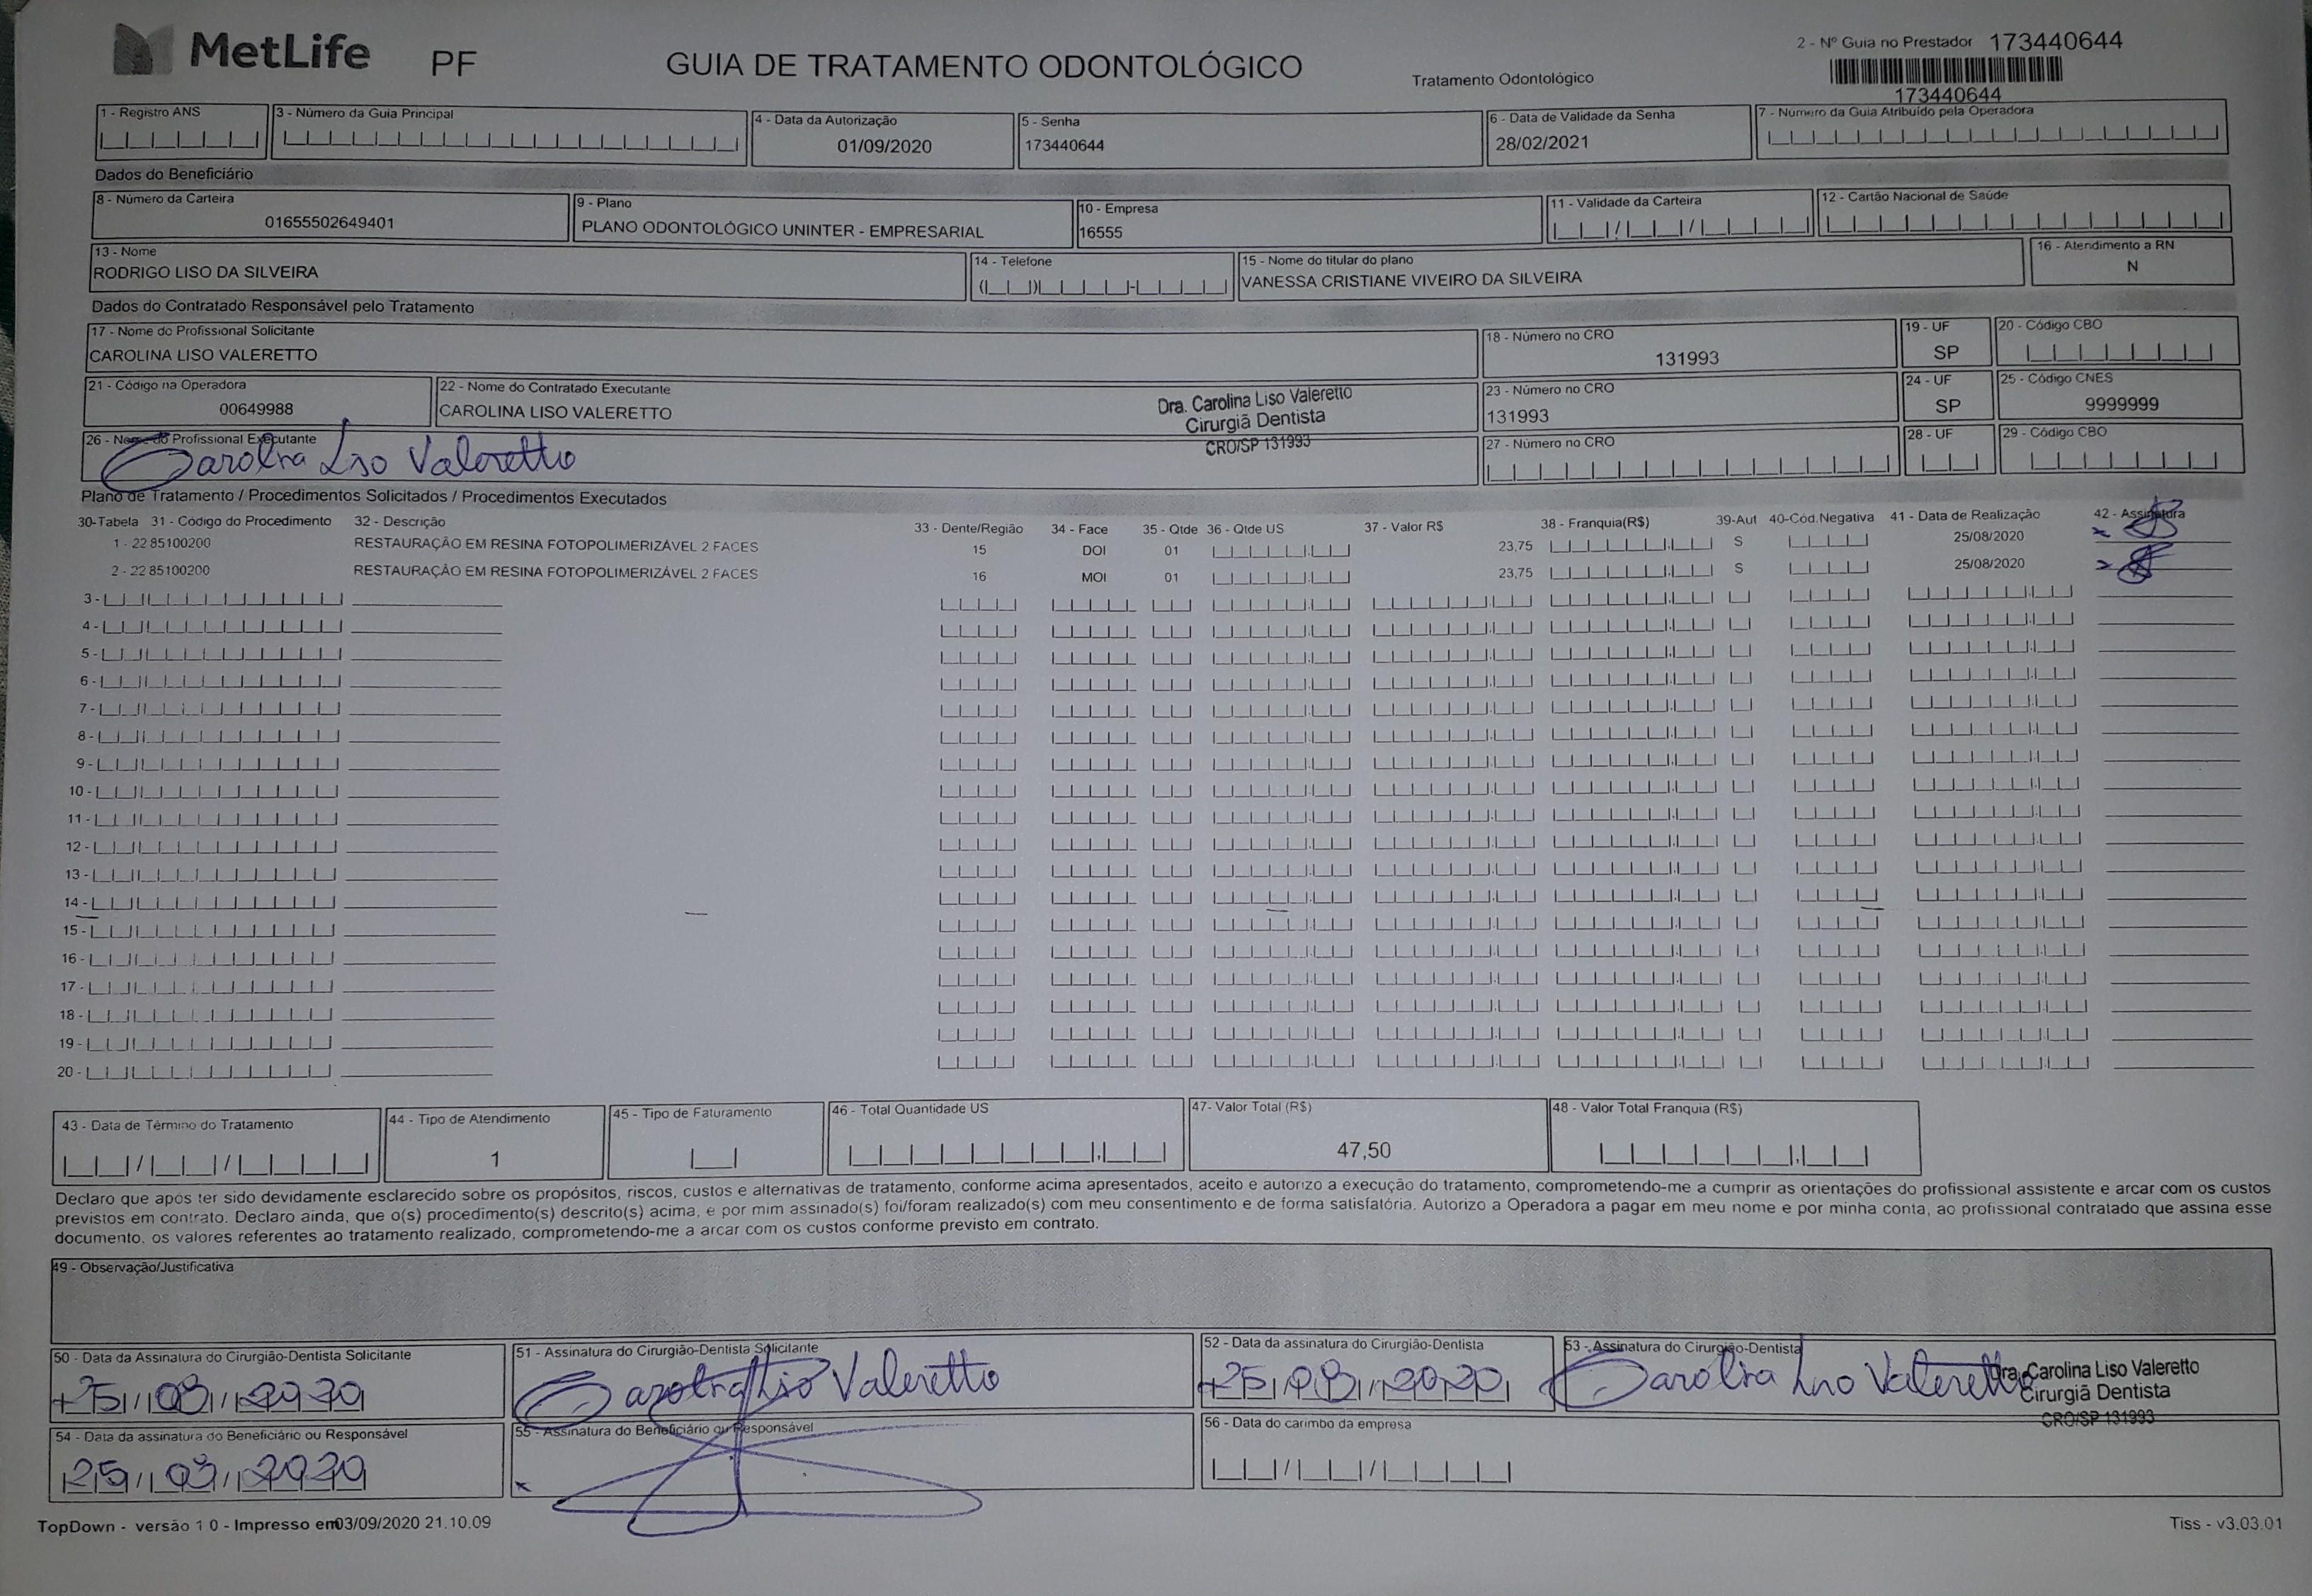 MetLife PF GUIA DE TRATAMENTO ODONTOLÓGICO Tratamento Odontológico 2 - Nº Guia no Prestador 173440644
173440644
1 - Registro ANS 3 - Número da Guia Principal 4 - Data da Autorização 5 - Senha 6 - Data de Validade da Senha 7 - Número da Guia Atribuído pela Operadora
01/09/2020 173440644 28/02/2021
Dados do Beneficiário
8 - Número da Carteira 9 - Plano 10 - Empresa 11 - Validade da Carteira 12 - Cartão Nacional de Saúde
01655502649401 PLANO ODONTOLÓGICO UNINTER - EMPRESARIAL 16555
13 - Nome 14 - Telefone 15 - Nome do titular do plano 16 - Atendimento a RN
RODRIGO LISO DA SILVEIRA VANESSA CRISTIANE VIVEIRO DA SILVEIRA N
Dados do Contratado Responsável pelo Tratamento
17 - Nome do Profissional Solicitante 18 - Número no CRO 19 - UF 20 - Código CBO
CAROLINA LISO VALERETTO 131993 SP
21 - Código na Operadora 22 - Nome do Contratado Executante 23 - Número no CRO 24 - UF 25 - Código CNES
00649988 CAROLINA LISO VALERETTO 131993 SP 9999999
Dra. Carolina Liso Valeretto
Cirurgiã Dentista
CRO/SP 131993
26 - Nome do Profissional Executante 27 - Número no CRO 28 - UF 29 - Código CBO
Carolina Liso Valeretto
Plano de Tratamento / Procedimentos Solicitados / Procedimentos Executados
30-Tabela 31 - Código do Procedimento 32 - Descrição 33 - Dente/Região 34 - Face 35 - Qtde 36 - Qtde US 37 - Valor R$ 38 - Franquia(R$) 39-Aut 40-Cód.Negativa 41 - Data de Realização 42 - Assinatura
1 - 22 85100200 RESTAURAÇÃO EM RESINA FOTOPOLIMERIZÁVEL 2 FACES 15 DOI 01 23,75 S 25/08/2020
2 - 22 85100200 RESTAURAÇÃO EM RESINA FOTOPOLIMERIZÁVEL 2 FACES 16 MOI 01 23,75 S 25/08/2020
3 -
4 -
5 -
6 -
7 -
8 -
9 -
10 -
11 -
12 -
13 -
14 -
15 -
16 -
17 -
18 -
19 -
20 -
43 - Data de Término do Tratamento 44 - Tipo de Atendimento 45 - Tipo de Faturamento 46 - Total Quantidade US 47- Valor Total (R$) 48 - Valor Total Franquia (R$)
1 47,50
Declaro que após ter sido devidamente esclarecido sobre os propósitos, riscos, custos e alternativas de tratamento, conforme acima apresentados, aceito e autorizo a execução do tratamento, comprometendo-me a cumprir as orientações do profissional assistente e arcar com os custos
previstos em contrato. Declaro ainda, que o(s) procedimento(s) descrito(s) acima, e por mim assinado(s) foi/foram realizado(s) com meu consentimento e de forma satisfatória. Autorizo a Operadora a pagar em meu nome e por minha conta, ao profissional contratado que assina esse
documento, os valores referentes ao tratamento realizado, comprometendo-me a arcar com os custos conforme previsto em contrato.
49 - Observação/Justificativa
50 - Data da Assinatura do Cirurgião-Dentista Solicitante 51 - Assinatura do Cirurgião-Dentista Solicitante 52 - Data da assinatura do Cirurgião-Dentista 53 - Assinatura do Cirurgião-Dentista
Carolina Liso Valeretto Carolina Liso Valeretto
Dra. Carolina Liso Valeretto
Cirurgiã Dentista
CRO/SP 131993
54 - Data da assinatura do Beneficiário ou Responsável 55 - Assinatura do Beneficiário ou Responsável 56 - Data do carimbo da empresa
TopDown - versão 1 0 - Impresso em 03/09/2020 21.10.09 Tiss - v3.03.01